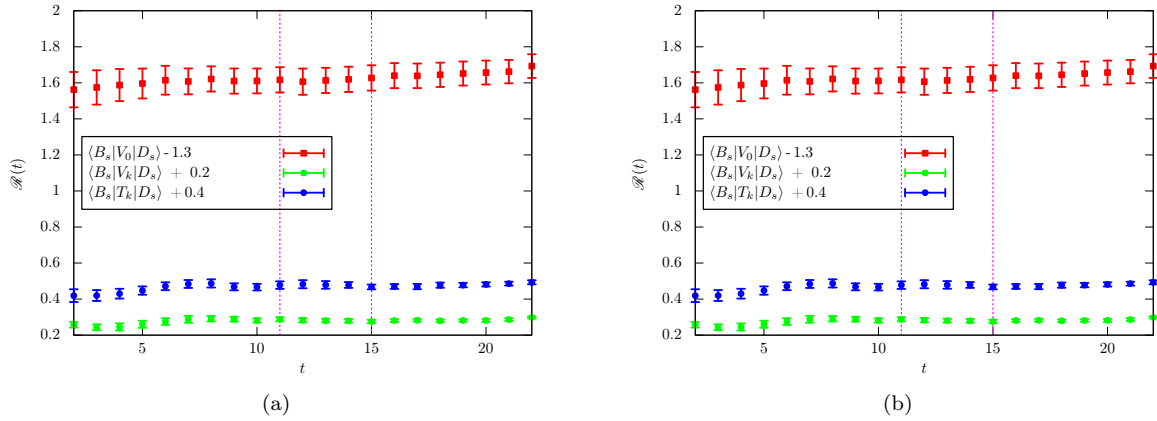 2
1.8
1.6
1.4
1.2
1
0.8
0.6
0.4
0.2
ℛ(t)
⟨B_s|V_0|D_s⟩ - 1.3
⟨B_s|V_k|D_s⟩ + 0.2
⟨B_s|T_k|D_s⟩ + 0.4
5 10 15 20
t
(a)
2
1.8
1.6
1.4
1.2
1
0.8
0.6
0.4
0.2
ℛ(t)
⟨B_s|V_0|D_s⟩ - 1.3
⟨B_s|V_k|D_s⟩ + 0.2
⟨B_s|T_k|D_s⟩ + 0.4
5 10 15 20
t
(b)